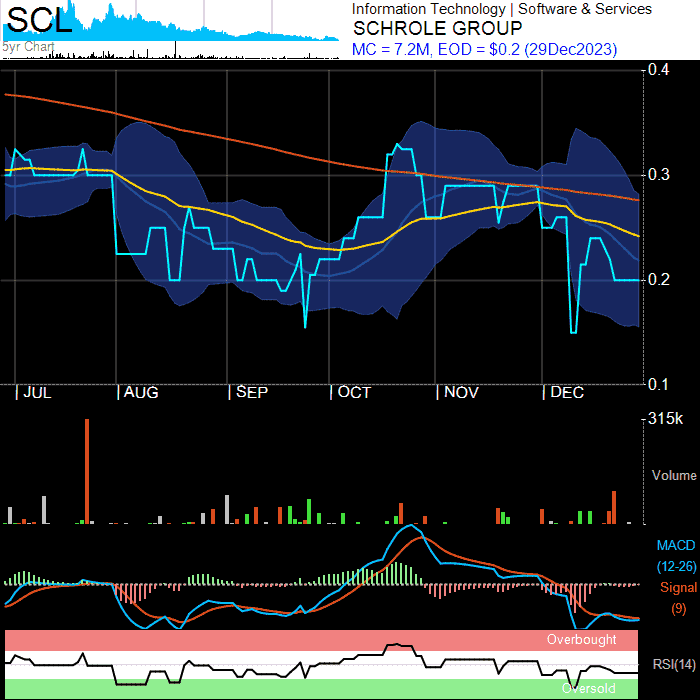 SCL
5yr Chart
Information Technology | Software & Services
SCHROLE GROUP
MC = 7.2M, EOD = $0.2 (29Dec2023)
0.4
0.3
0.2
0.1
| JUL | AUG | SEP | OCT | NOV | DEC
315k
Volume
MACD
(12-26)
Signal
(9)
Overbought
RSI(14)
Oversold